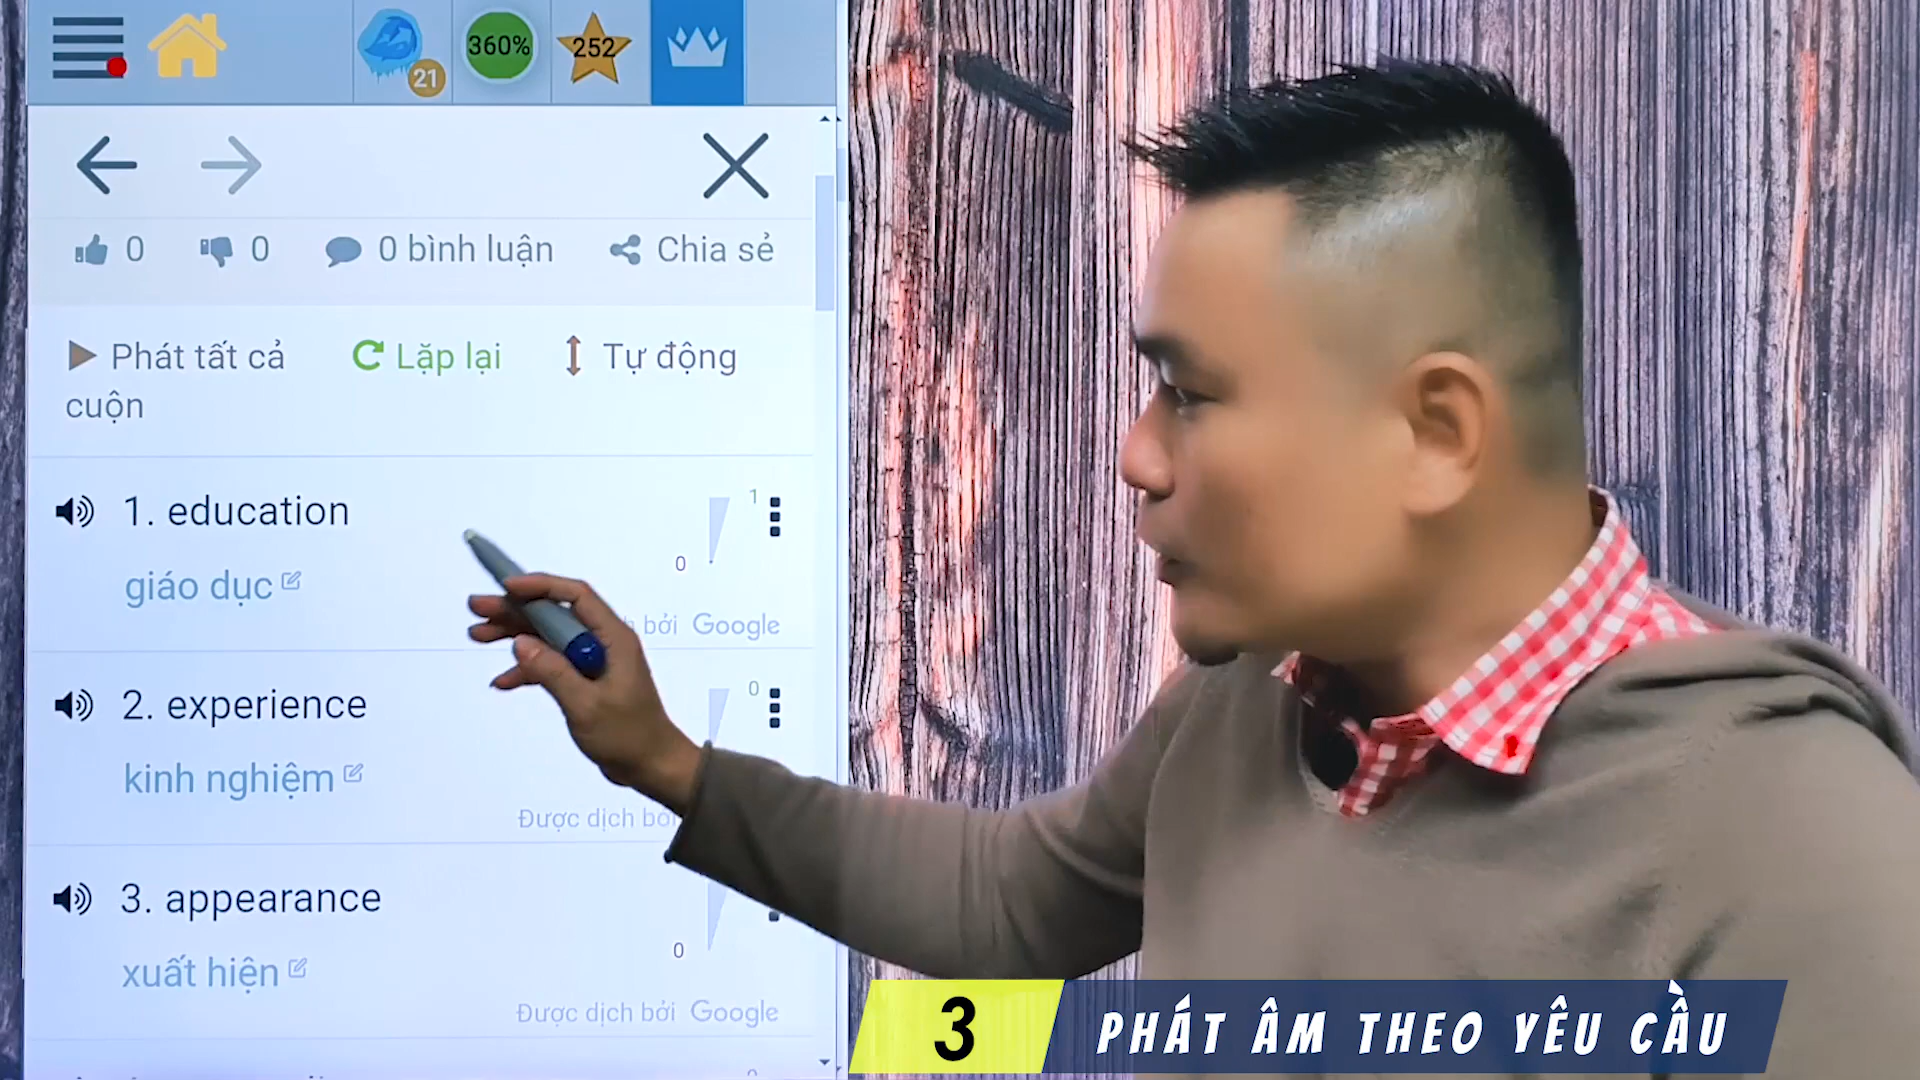 21
360%
252
0
0
0 bình luận
Chia sẻ
Phát tất cả
Lặp lại
Tự động
cuộn
1. education
1
0
giáo dục
bởi Google
2. experience
0
kinh nghiệm
Được dịch bởi
3. appearance
0
xuất hiện
Được dịch bởi Google
3
PHÁT ÂM THEO YÊU CẦU